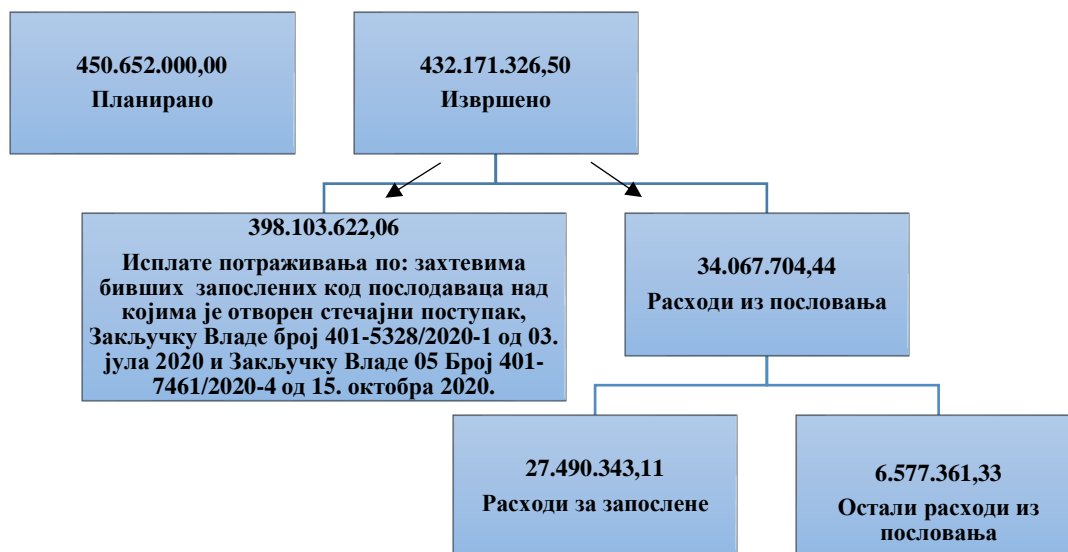 450.652.000,00
Планирано
432.171.326,50
Извршено
398.103.622,06
Исплате потраживања по: захтевима
бивших запослених код послодаваца над
којима је отворен стечајни поступак,
Закључку Владе број 401-5328/2020-1 од 03.
јула 2020 и Закључку Владе 05 Број 401-
7461/2020-4 од 15. октобра 2020.
34.067.704,44
Расходи из пословања
27.490.343,11
Расходи за запослене
6.577.361,33
Остали расходи из
пословања